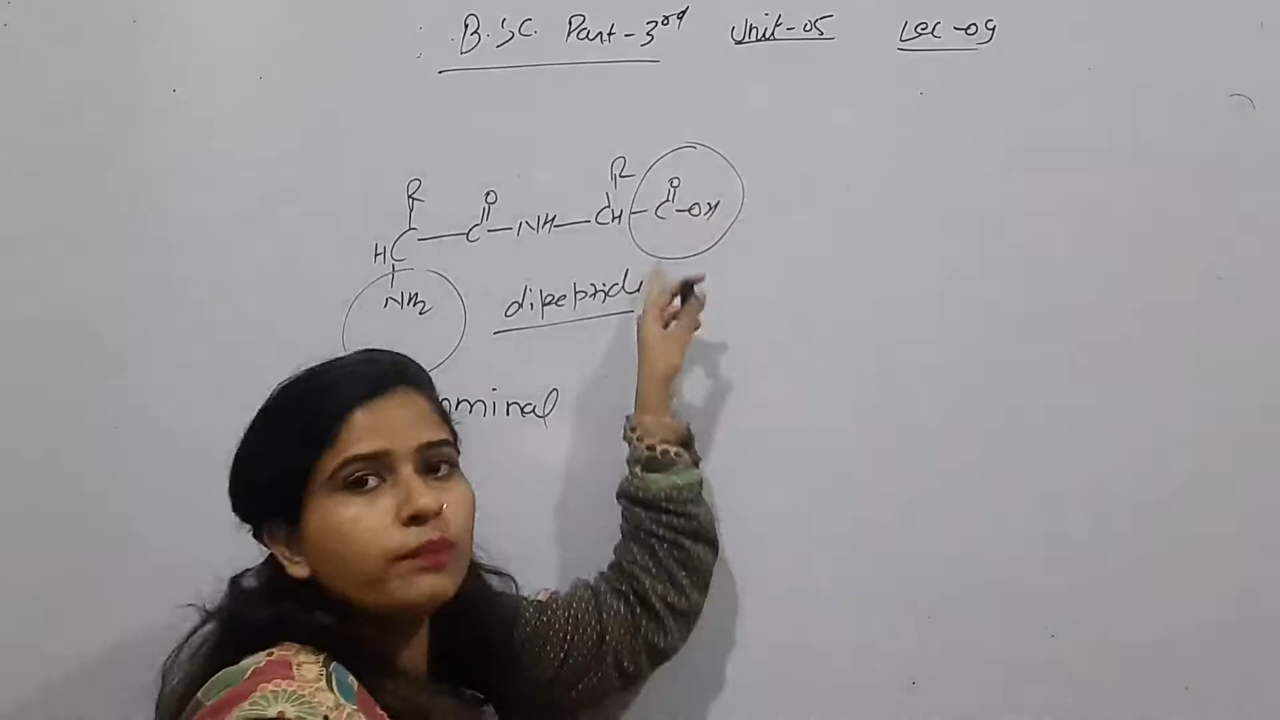 B.SC. Part-3rd Unit-05 Lec-09
R O R O
HC C NH CH C OH
NH2
dipeptide
minal